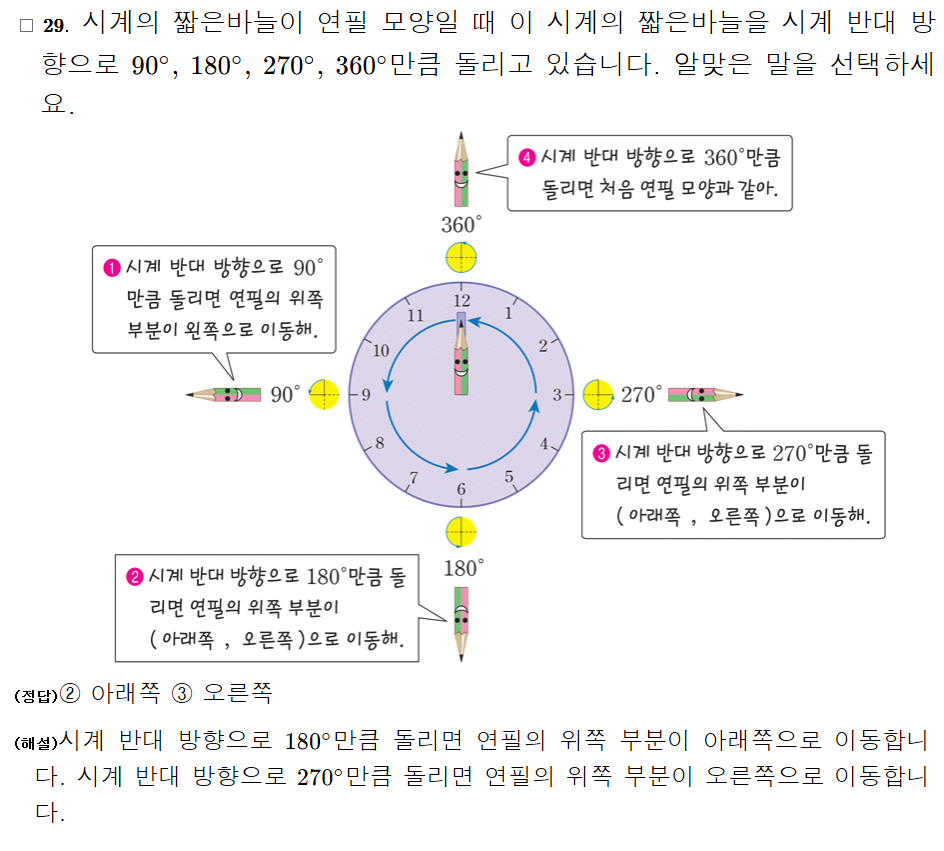 □ 29. 시계의 짧은바늘이 연필 모양일 때 이 시계의 짧은바늘을 시계 반대 방
향으로 90°, 180°, 270°, 360°만큼 돌리고 있습니다. 알맞은 말을 선택하세
요.
❹ 시계 반대 방향으로 360°만큼
돌리면 처음 연필 모양과 같아.
360°
❶ 시계 반대 방향으로 90°
만큼 돌리면 연필의 위쪽
부분이 왼쪽으로 이동해.
90°
12
1
2
3
4
5
6
7
8
9
10
11
270°
❸ 시계 반대 방향으로 270°만큼 돌
리면 연필의 위쪽 부분이
( 아래쪽 , 오른쪽 )으로 이동해.
180°
❷ 시계 반대 방향으로 180°만큼 돌
리면 연필의 위쪽 부분이
( 아래쪽 , 오른쪽 )으로 이동해.
(정답)② 아래쪽 ③ 오른쪽
(해설)시계 반대 방향으로 180°만큼 돌리면 연필의 위쪽 부분이 아래쪽으로 이동합니
다. 시계 반대 방향으로 270°만큼 돌리면 연필의 위쪽 부분이 오른쪽으로 이동합니
다.